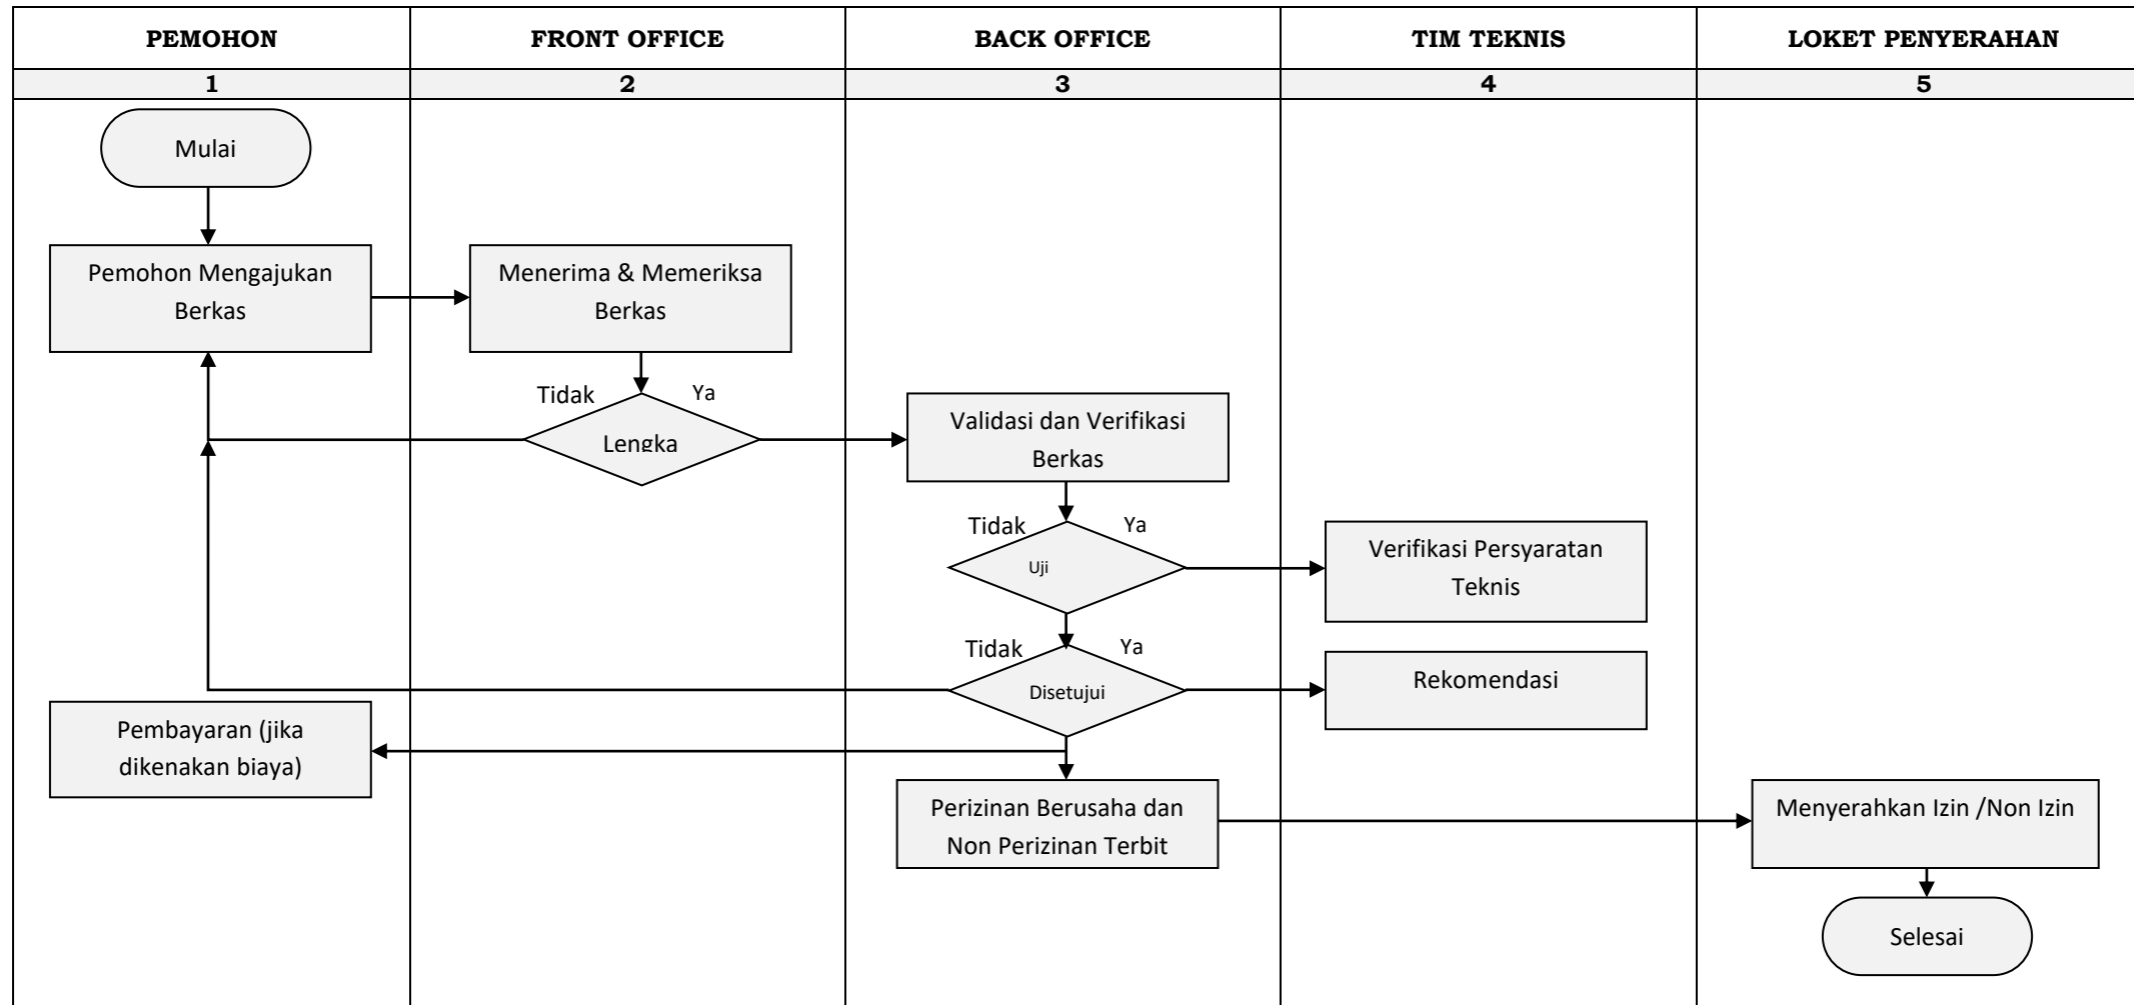 PEMOHON
FRONT OFFICE
BACK OFFICE
TIM TEKNIS
LOKET PENYERAHAN
1
2
3
4
5
Mulai
Pemohon Mengajukan
Berkas
Menerima & Memeriksa
Berkas
Tidak
Ya
Lengka
Validasi dan Verifikasi
Berkas
Tidak
Ya
Uji
Verifikasi Persyaratan
Teknis
Tidak
Ya
Disetujui
Rekomendasi
Pembayaran (jika
dikenakan biaya)
Perizinan Berusaha dan
Non Perizinan Terbit
Menyerahkan Izin /Non Izin
Selesai